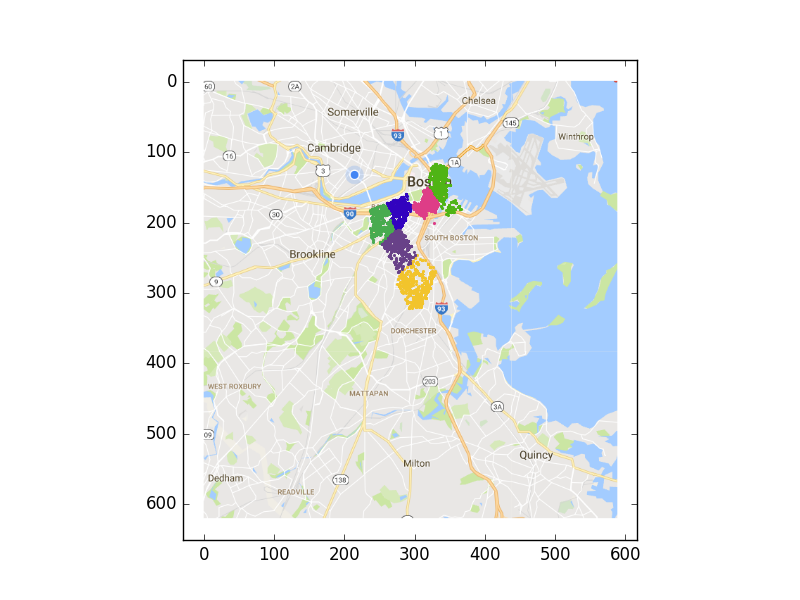 0
100
200
300
400
500
600
0
100
200
300
400
500
600
60
2A
Chelsea
Somerville
1
145
93
Winthrop
Cambridge
16
3
1A
30
90
SOUTH BOSTON
Brookline
9
93
DORCHESTER
WEST ROXBURY
203
MATTAPAN
3A
09
Quincy
Milton
Dedham
138
READVILLE